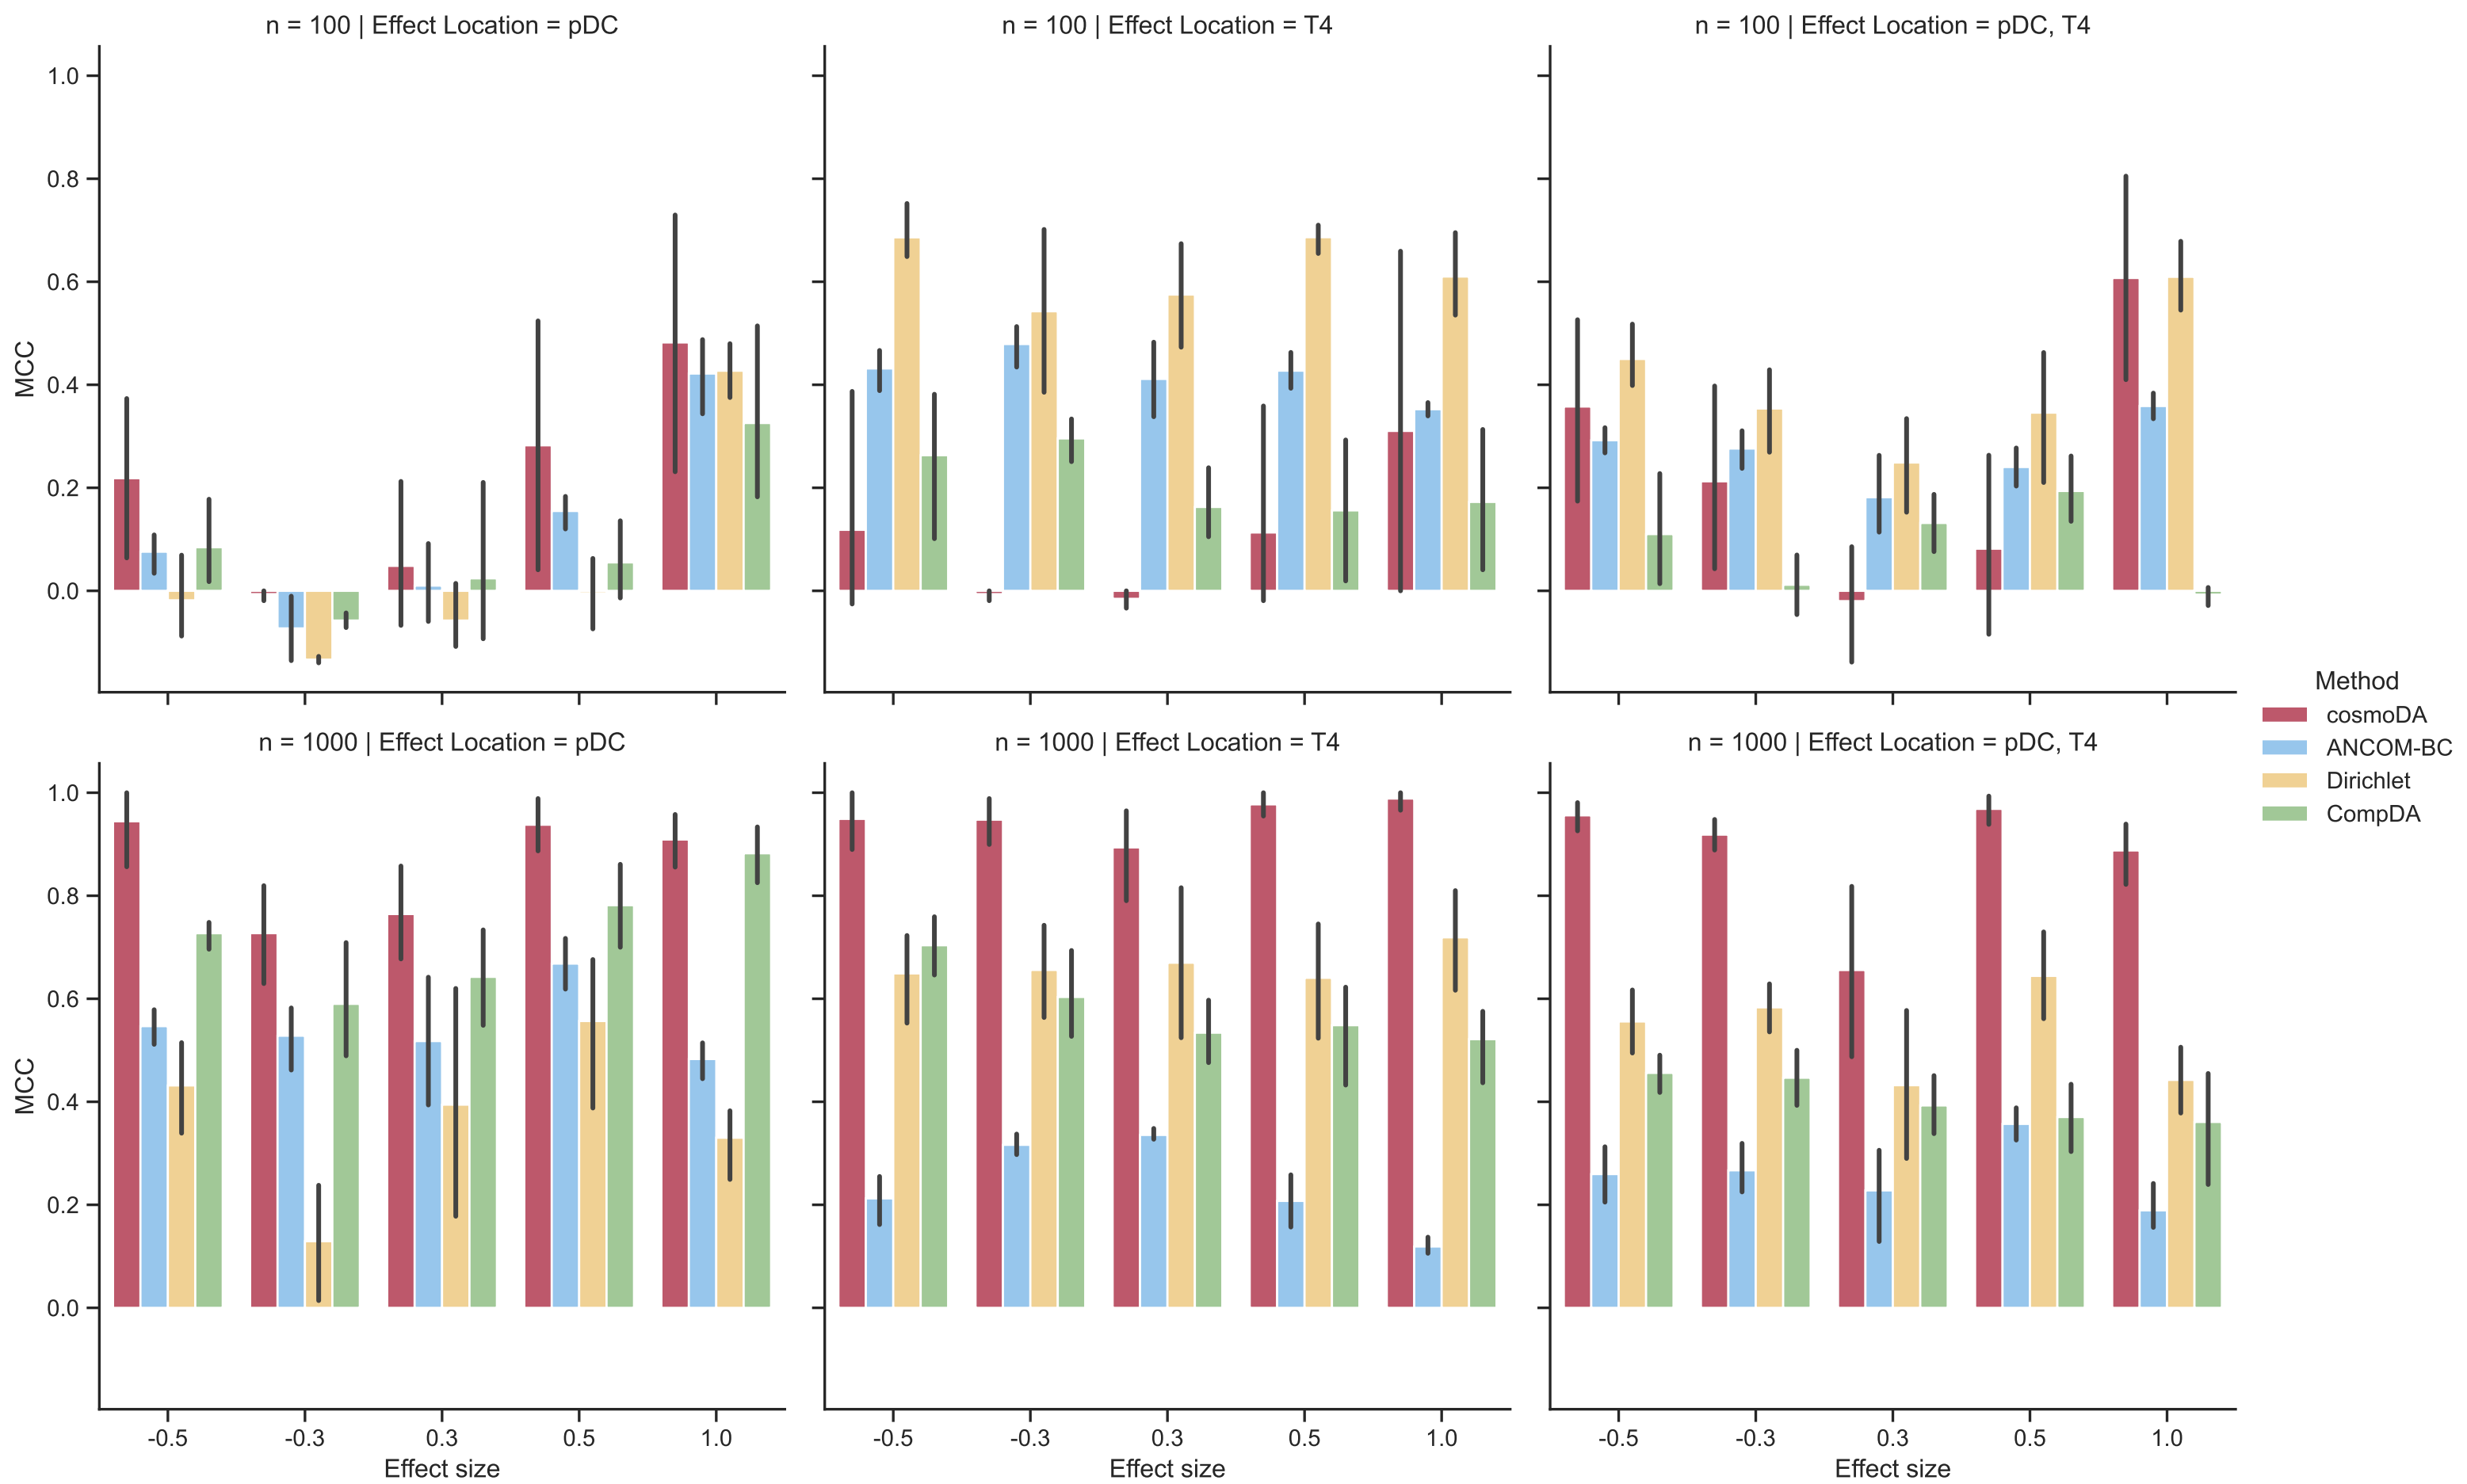 n = 100 | Effect Location = pDC
n = 100 | Effect Location = T4
n = 100 | Effect Location = pDC, T4
1.0
0.8
0.6
0.4
0.2
0.0
MCC
Method
cosmoDA
ANCOM-BC
Dirichlet
CompDA
n = 1000 | Effect Location = pDC
n = 1000 | Effect Location = T4
n = 1000 | Effect Location = pDC, T4
1.0
0.8
0.6
0.4
0.2
0.0
MCC
-0.5 -0.3 0.3 0.5 1.0
Effect size
-0.5 -0.3 0.3 0.5 1.0
Effect size
-0.5 -0.3 0.3 0.5 1.0
Effect size